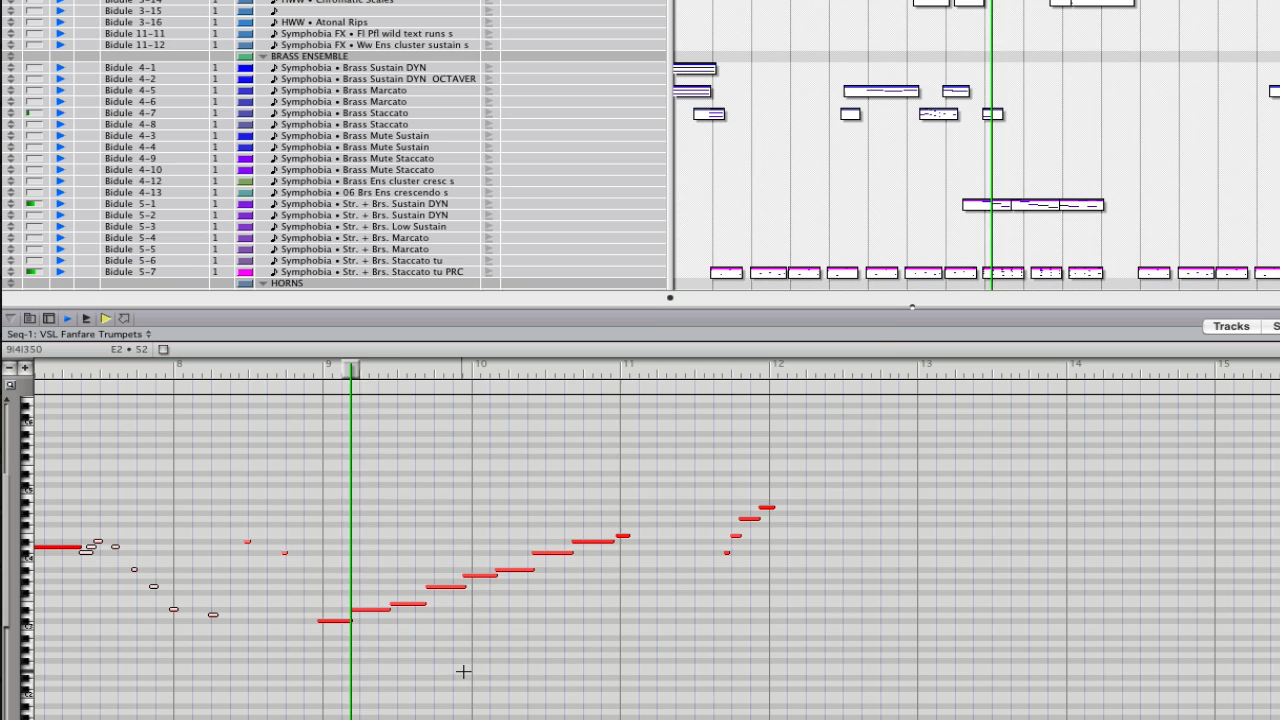 Bidule 3-14 1 HWW • Chromatic Scales
Bidule 3-15 1
Bidule 3-16 1 HWW • Atonal Rips
Bidule 11-11 1 Symphobia FX • Fl Pfl wild text runs s
Bidule 11-12 1 Symphobia FX • Ww Ens cluster sustain s
BRASS ENSEMBLE
Bidule 4-1 1 Symphobia • Brass Sustain DYN
Bidule 4-2 1 Symphobia • Brass Sustain DYN OCTAVER
Bidule 4-5 1 Symphobia • Brass Marcato
Bidule 4-6 1 Symphobia • Brass Marcato
Bidule 4-7 1 Symphobia • Brass Staccato
Bidule 4-8 1 Symphobia • Brass Staccato
Bidule 4-3 1 Symphobia • Brass Mute Sustain
Bidule 4-4 1 Symphobia • Brass Mute Sustain
Bidule 4-9 1 Symphobia • Brass Mute Staccato
Bidule 4-10 1 Symphobia • Brass Mute Staccato
Bidule 4-12 1 Symphobia • Brass Ens cluster cresc s
Bidule 4-13 1 Symphobia • 06 Brs Ens crescendo s
Bidule 5-1 1 Symphobia • Str. + Brs. Sustain DYN
Bidule 5-2 1 Symphobia • Str. + Brs. Sustain DYN
Bidule 5-3 1 Symphobia • Str. + Brs. Low Sustain
Bidule 5-4 1 Symphobia • Str. + Brs. Marcato
Bidule 5-5 1 Symphobia • Str. + Brs. Marcato
Bidule 5-6 1 Symphobia • Str. + Brs. Staccato tu
Bidule 5-7 1 Symphobia • Str. + Brs. Staccato tu PRC
HORNS
Seq-1: VSL Fanfare Trumpets
Tracks S
9|4|350 E2 • 52
8 9 10 11 12 13 14 15